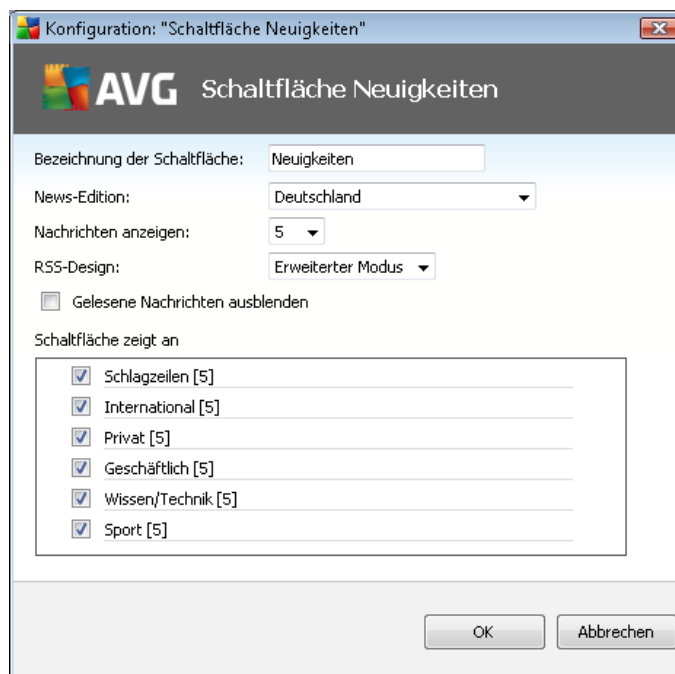 Konfiguration: "Schaltfläche Neuigkeiten"
AVG Schaltfläche Neuigkeiten
Bezeichnung der Schaltfläche: Neuigkeiten
News-Edition: Deutschland
Nachrichten anzeigen: 5
RSS-Design: Erweiterter Modus
Gelesene Nachrichten ausblenden
Schaltfläche zeigt an
Schlagzeilen [5]
International [5]
Privat [5]
Geschäftlich [5]
Wissen/Technik [5]
Sport [5]
OK Abbrechen